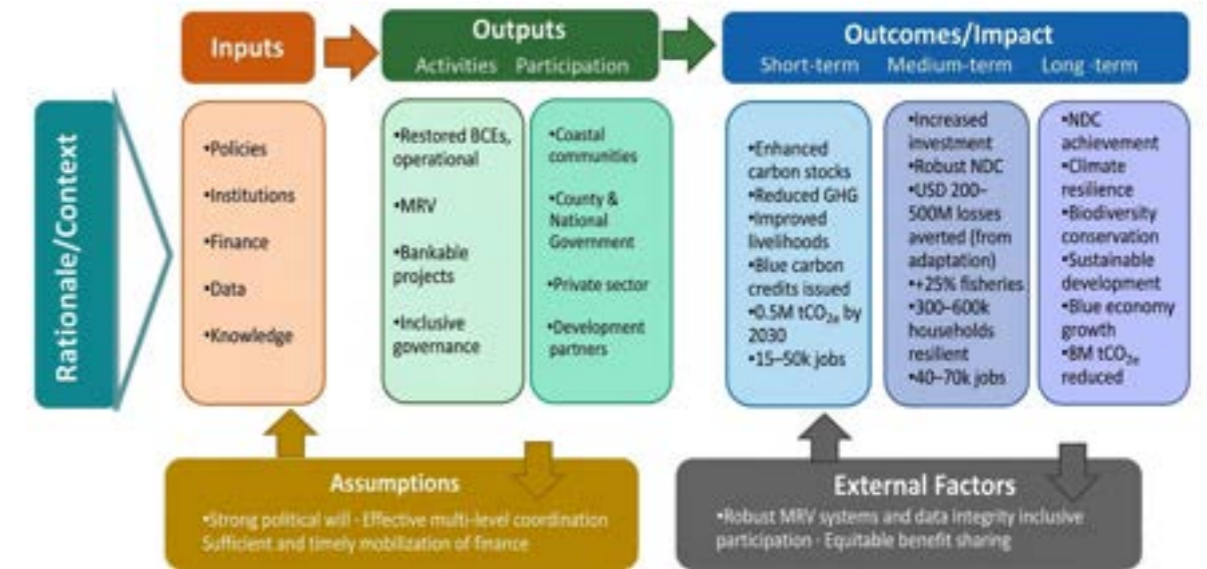 Rationale/Context
Inputs
•Policies
•Institutions
•Finance
•Data
•Knowledge
Outputs
Activities Participation
•Restored BCEs,
operational
•MRV
•Bankable
projects
•Inclusive
governance
•Coastal
communities
•County &
National
Government
•Private sector
•Development
partners
Outcomes/Impact
Short-term Medium-term Long -term
•Enhanced
carbon stocks
•Reduced GHG
•Improved
livelihoods
•Blue carbon
credits issued
•0.5M tCO₂ₑ by
2030
•15–50k jobs
•Increased
investment
•Robust NDC
•USD 200–
500M losses
averted (from
adaptation)
•+25% fisheries
•300–600k
households
resilient
•40–70k jobs
•NDC
achievement
•Climate
resilience
•Biodiversity
conservation
•Sustainable
development
•Blue economy
growth
•8M tCO₂ₑ
reduced
Assumptions
•Strong political will · Effective multi-level coordination
Sufficient and timely mobilization of finance
External Factors
•Robust MRV systems and data integrity inclusive
participation · Equitable benefit sharing